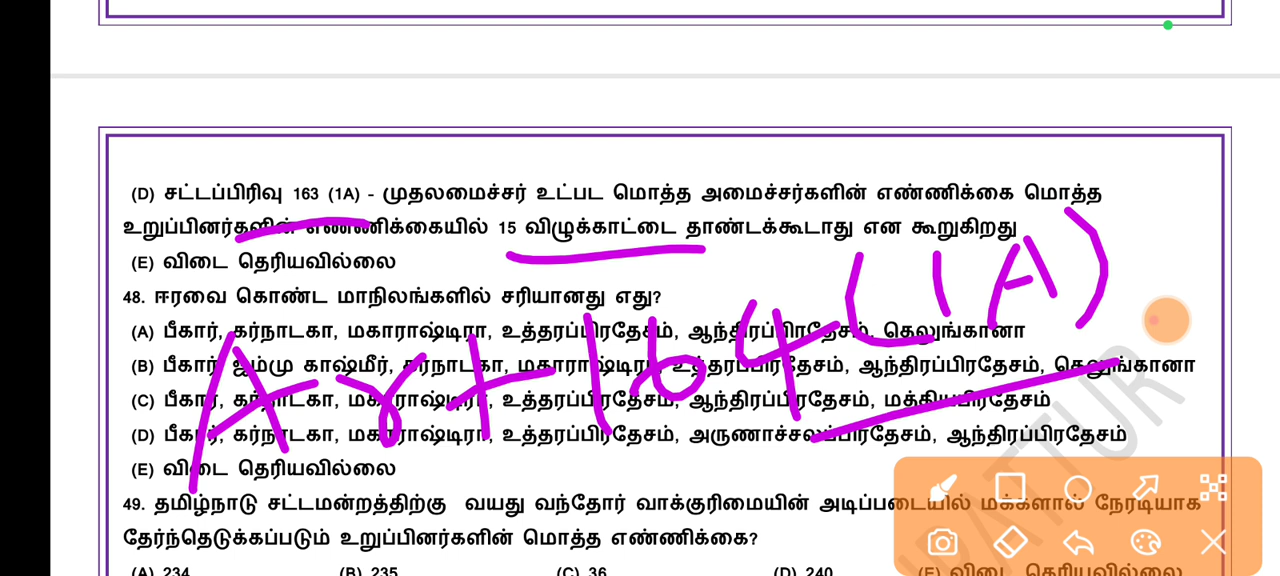 (D) சட்டப்பிரிவு 163 (1A) - முதலமைச்சர் உட்பட மொத்த அமைச்சர்களின் எண்ணிக்கை மொத்த
உறுப்பினர்களின் எண்ணிக்கையில் 15 விழுக்காட்டை தாண்டக்கூடாது என கூறுகிறது
(E) விடை தெரியவில்லை
48. ஈரவை கொண்ட மாநிலங்களில் சரியானது எது?
(A) பீகார், கர்நாடகா, மகாராஷ்டிரா, உத்தரப்பிரதேசம், ஆந்திரப்பிரதேசம், தெலுங்கானா
(B) பீகார் ஜம்மு காஷ்மீர், கர்நாடகா, மகாராஷ்டிரா, உத்தரப்பிரதேசம், ஆந்திரப்பிரதேசம், தெலுங்கானா
(C) பீகார், கர்நாடகா, மகாராஷ்டிரா, உத்தரப்பிரதேசம், ஆந்திரப்பிரதேசம், மத்தியபிரதேசம்
(D) பீகார், கர்நாடகா, மகாராஷ்டிரா, உத்தரப்பிரதேசம், அருணாச்சலப்பிரதேசம், ஆந்திரப்பிரதேசம்
Art 164 (1A)
(E) விடை தெரியவில்லை
49. தமிழ்நாடு சட்டமன்றத்திற்கு வயது வந்தோர் வாக்குரிமையின் அடிப்படையில் மக்களால் நேரடியாக
தேர்ந்தெடுக்கப்படும் உறுப்பினர்களின் மொத்த எண்ணிக்கை?
(A) 234 (B) 235 (C) 36 (D) 240 (E) விடை தெரியவில்லை